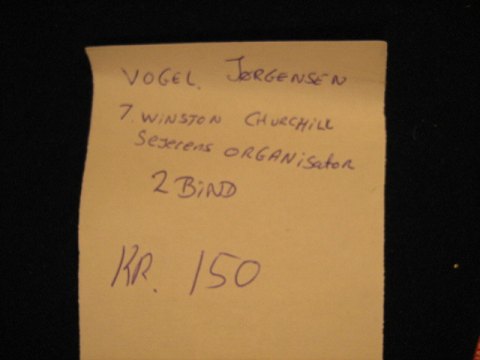 VOGEL. JØRGENSEN
7. WINSTON CHURCHILL
Sejerens ORGANisator
2 BiND
KR. 150